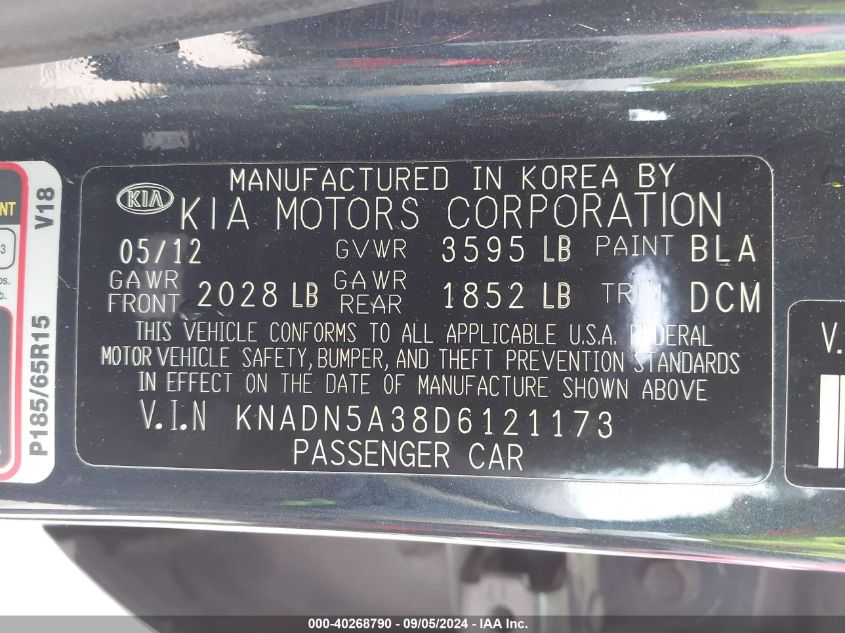 MANUFACTURED IN KOREA BY
KIA
KIA MOTORS CORPORATION
05/12 GVWR 3595 LB PAINT BLA
GAWR FRONT 2028 LB GAWR REAR 1852 LB TRIM DCM
THIS VEHICLE CONFORMS TO ALL APPLICABLE U.S.A. FEDERAL
MOTOR VEHICLE SAFETY, BUMPER, AND THEFT PREVENTION STANDARDS
IN EFFECT ON THE DATE OF MANUFACTURE SHOWN ABOVE
V.I.N KNADN5A38D6121173
PASSENGER CAR
P185/65R15 V18
V.
000-40268790 - 09/05/2024 - IAA Inc.